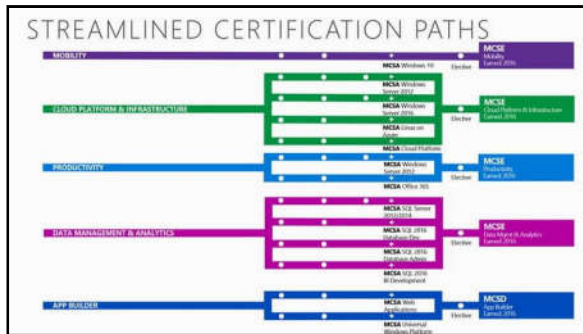 STREAMLINED CERTIFICATION PATHS
MOBILITY
MCSA Windows 10
Elective
MCSE
Mobility
Earned 2016
CLOUD PLATFORM & INFRASTRUCTURE
MCSA Windows
Server 2012
MCSA Windows
Server 2016
MCSA Linux on
Azure
MCSA Cloud Platform
Elective
MCSE
Cloud Platform & Infrastructure
Earned 2016
PRODUCTIVITY
MCSA Windows
Server 2012
MCSA Office 365
Elective
MCSE
Productivity
Earned 2016
DATA MANAGEMENT & ANALYTICS
MCSA SQL Server
2012/2014
MCSA SQL 2016
Database Dev
MCSA SQL 2016
Database Admin
MCSA SQL 2016
BI Development
Elective
MCSE
Data Mgmt & Analytics
Earned 2016
APP BUILDER
MCSA Web
Applications
MCSA Universal
Windows Platform
Elective
MCSD
App Builder
Earned 2016